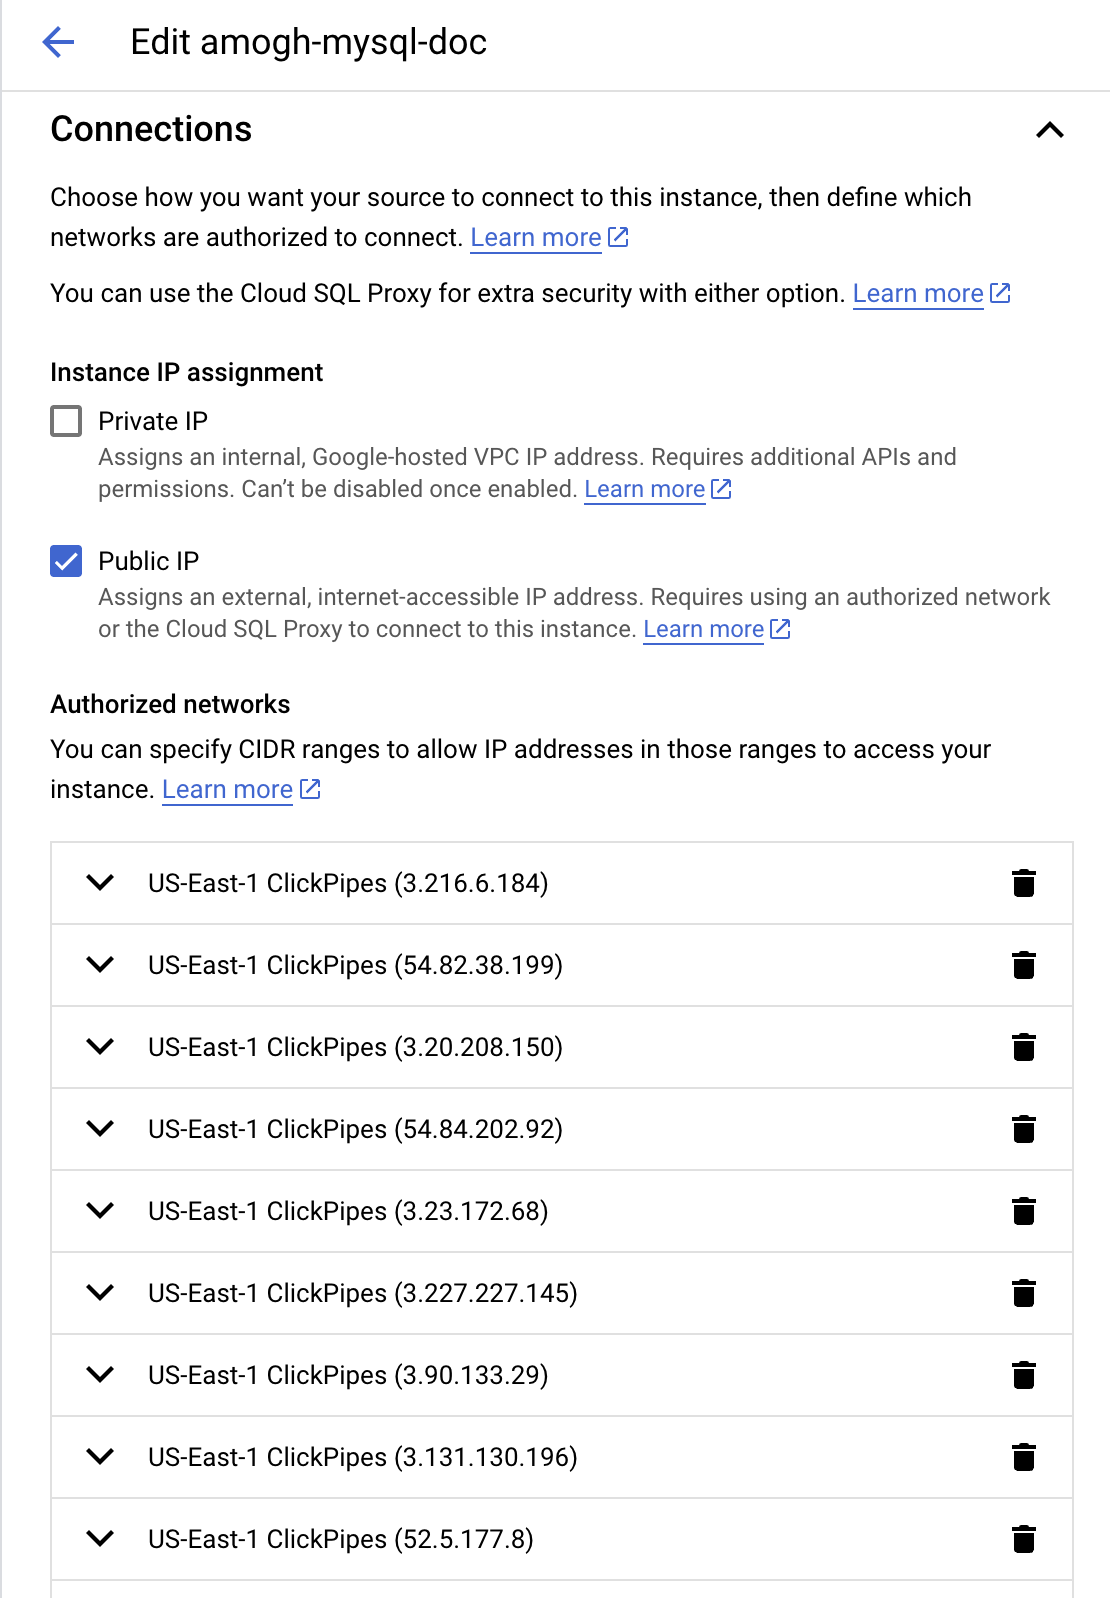 Edit amogh-mysql-doc
Connections
Choose how you want your source to connect to this instance, then define which
networks are authorized to connect. Learn more
You can use the Cloud SQL Proxy for extra security with either option. Learn more
Instance IP assignment
Private IP
Assigns an internal, Google-hosted VPC IP address. Requires additional APIs and
permissions. Can’t be disabled once enabled. Learn more
Public IP
Assigns an external, internet-accessible IP address. Requires using an authorized network
or the Cloud SQL Proxy to connect to this instance. Learn more
Authorized networks
You can specify CIDR ranges to allow IP addresses in those ranges to access your
instance. Learn more
US-East-1 ClickPipes (3.216.6.184)
US-East-1 ClickPipes (54.82.38.199)
US-East-1 ClickPipes (3.20.208.150)
US-East-1 ClickPipes (54.84.202.92)
US-East-1 ClickPipes (3.23.172.68)
US-East-1 ClickPipes (3.227.227.145)
US-East-1 ClickPipes (3.90.133.29)
US-East-1 ClickPipes (3.131.130.196)
US-East-1 ClickPipes (52.5.177.8)